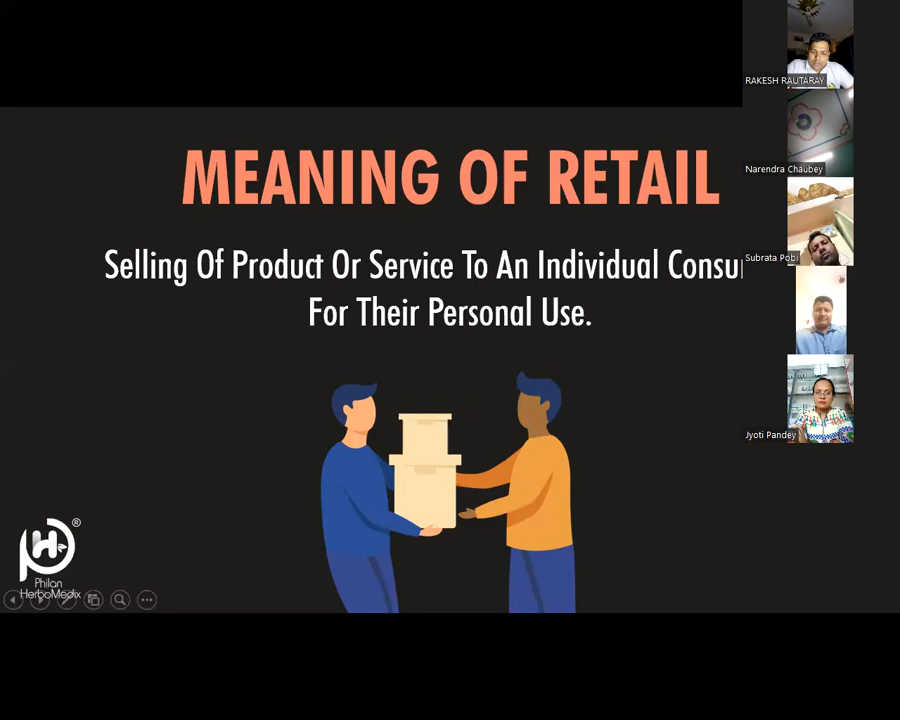 MEANING OF RETAIL
Selling Of Product Or Service To An Individual Consu
For Their Personal Use.
RAKESH RAUTARAY
Narendra Chaubey
Subrata Pobi
Jyoti Pandey
®
Philan
HerboMedix